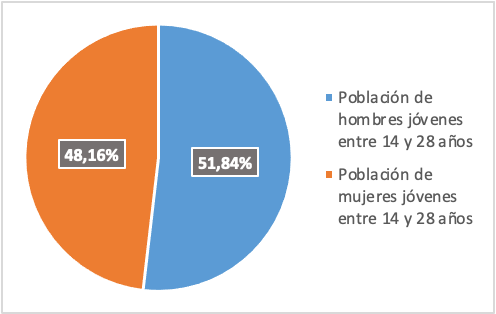 48,16%
51,84%
Población de
hombres jóvenes
entre 14 y 28 años
Población de
mujeres jóvenes
entre 14 y 28 años